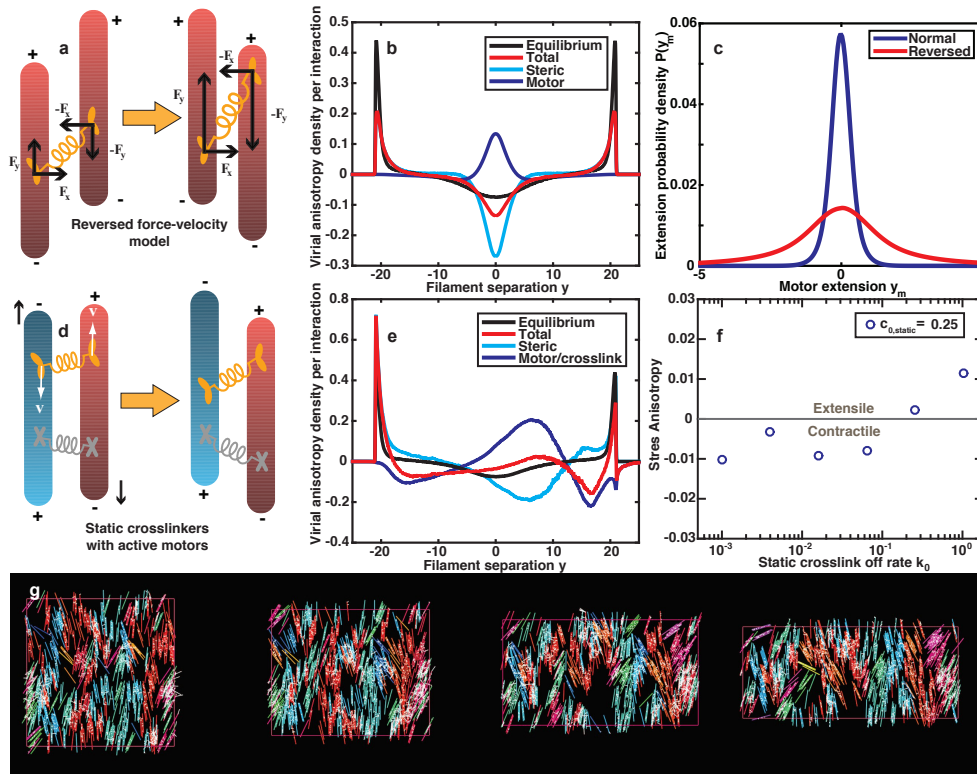 a
+
+
+
+
-Fx
Fy
-Fy
Fx
-Fx
Fy
-Fy
Fx
-
-
-
-
Reversed force-velocity
model
b
Virial anisotropy density per interaction
0.5
0.4
0.3
0.2
0.1
0
-0.1
0.2
0.3
Equilibrium
Total
Steric
Motor
-20
-10
0
10
20
Filament separation y
c
Extension probability density P(ym)
0.06
0.04
0.02
0
Normal
Reversed
-5
0
5
Motor extension ym
d
-
+
v
v
+
-
-
+
+
-
Static crosslinkers
with active motors
e
Virial anisotropy density per interaction
0.8
0.6
0.4
0.2
0
-0.2
-0.4
Equilibrium
Total
Steric
Motor/crosslink
-20
-10
0
10
20
Filament separation y
f
Stres Anisotropy
0.03
0.02
0.01
0
-0.010
-0.02
-0.03
c0,static = 0.25
Extensile
Contractile
10-3
10-2
10-1
100
Static crosslink off rate k0
g